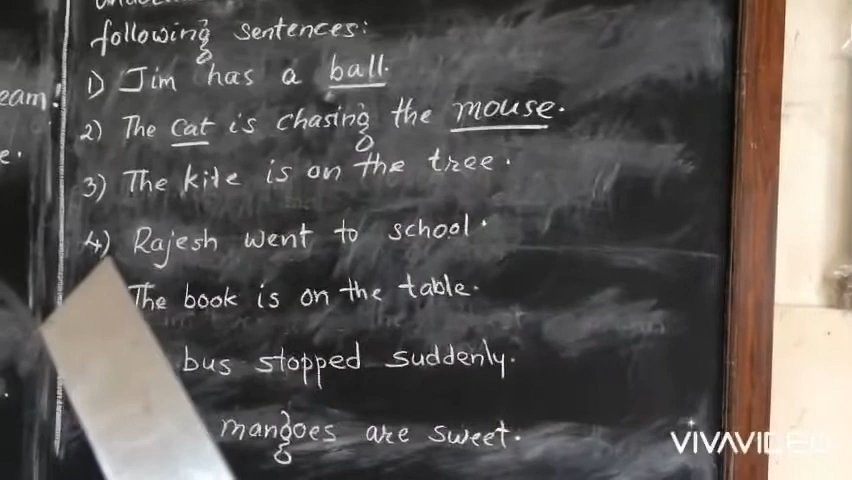 following sentences:
1) Jim has a ball.
eam.
2) The cat is chasing the mouse.
e.
3) The kite is on the tree.
4) Rajesh went to school.
The book is on the table.
bus stopped suddenly.
mangoes are sweet.
VIVAVIDEO